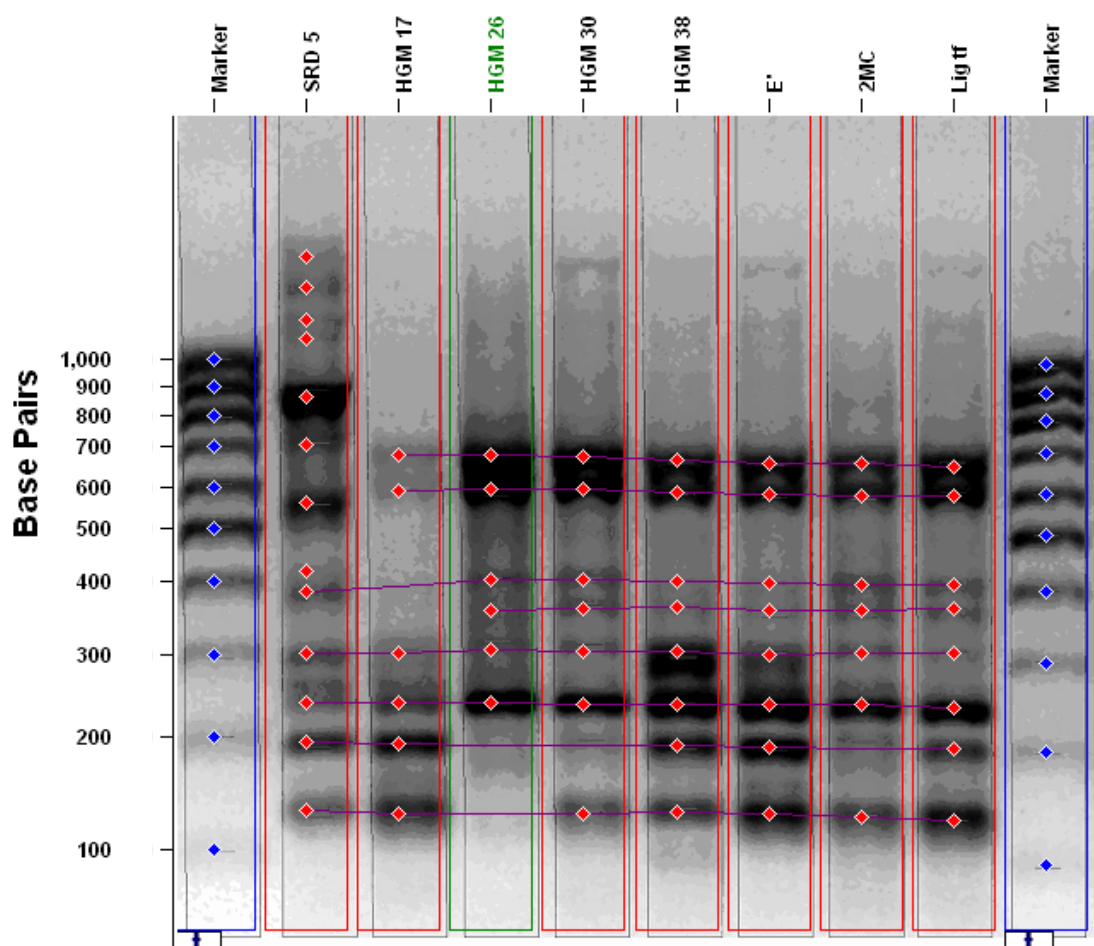 Marker
SRD 5
HGM 17
HGM 26
HGM 30
HGM 38
E'
2MC
Lig tf
Marker
Base Pairs
1,000
900
800
700
600
500
400
300
200
100